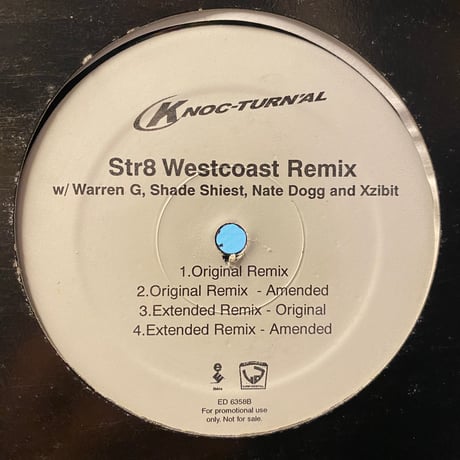 KNOC-TURN'AL
Str8 Westcoast Remix
w/ Warren G, Shade Shiest, Nate Dogg and Xzibit
1.Original Remix
2.Original Remix - Amended
3.Extended Remix - Original
4.Extended Remix - Amended
ED 6358B
For promotional use
only. Not for sale.